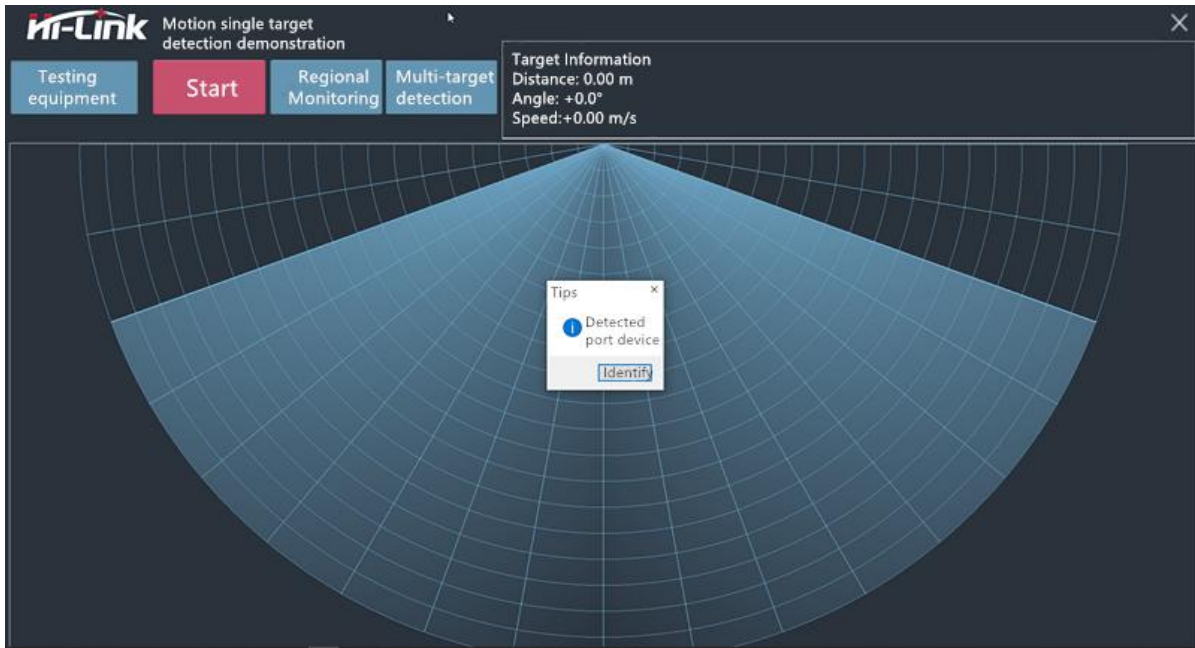 Hi-Link
Motion single target
detection demonstration
Testing
equipment
Start
Regional
Monitoring
Multi-target
detection
Target Information
Distance: 0.00 m
Angle: +0.0°
Speed:+0.00 m/s
Tips
Detected
port device
Identify